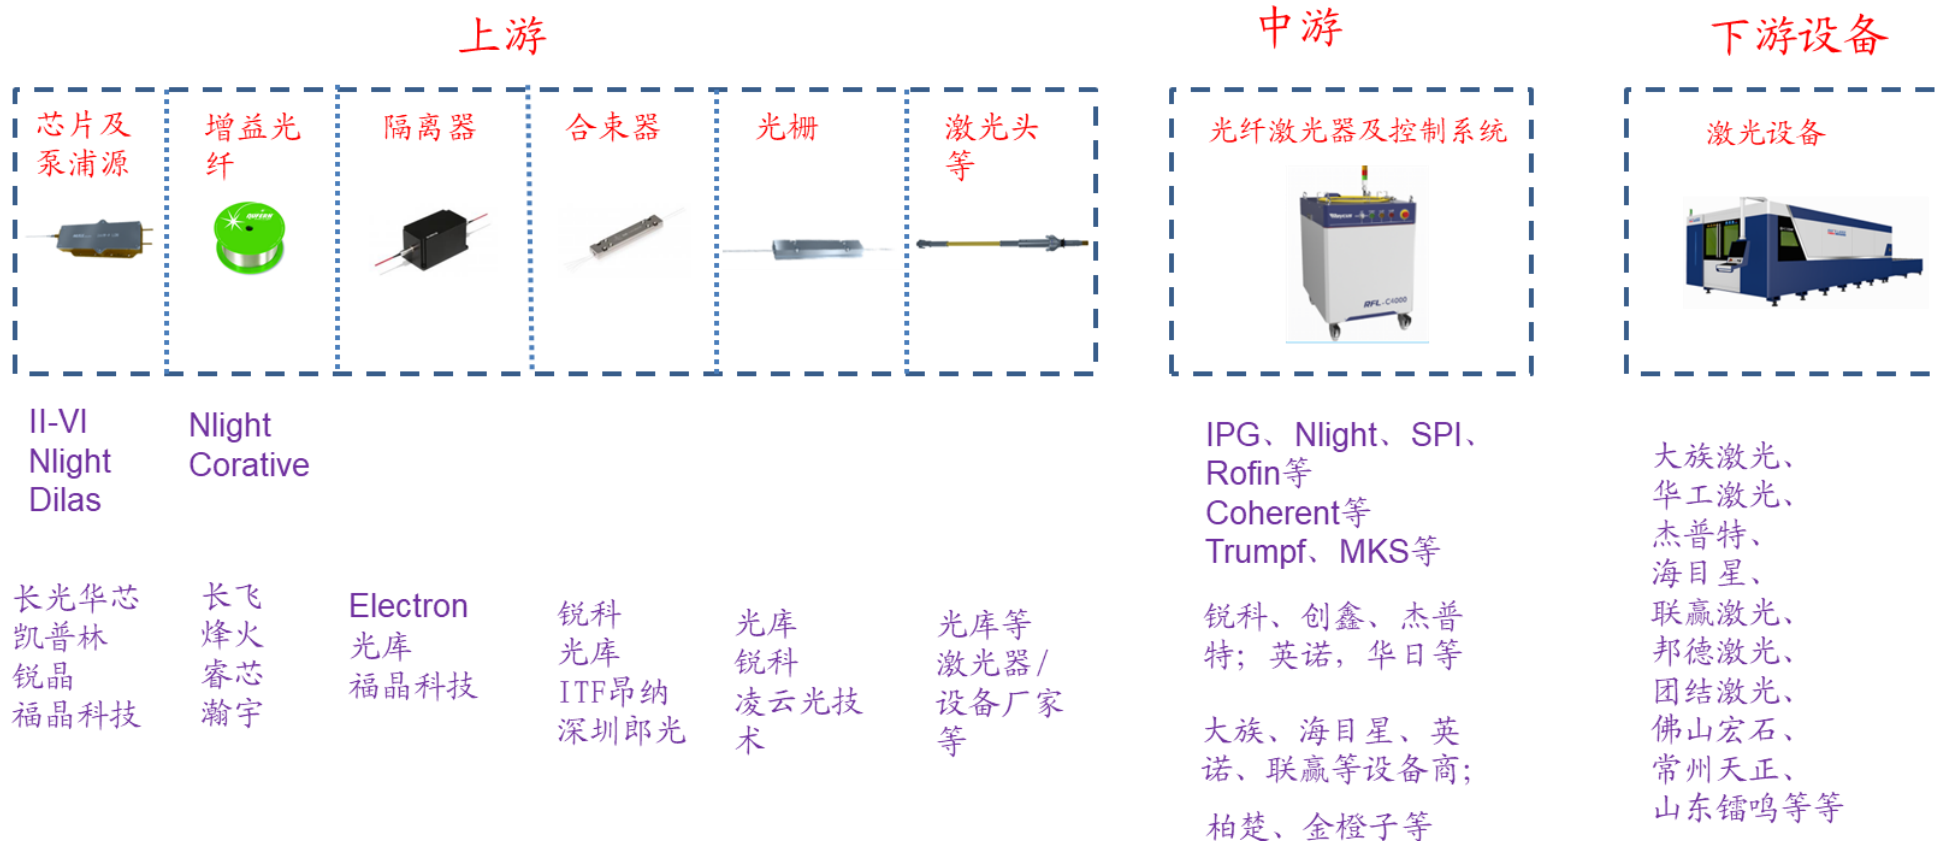 上游
中游
下游设备
芯片及
泵浦源
增益光
纤
隔离器
合束器
光栅
激光头
等
光纤激光器及控制系统
激光设备
Raycus
RFL-C4000
II-VI
Nlight
Dilas
Nlight
Corative
长光华芯
凯普林
锐晶
福晶科技
长飞
烽火
睿芯
瀚宇
Electron
光库
福晶科技
锐科
光库
ITF昂纳
深圳郎光
光库
锐科
凌云光技
术
光库等
激光器/
设备厂家
等
IPG、Nlight、SPI、
Rofin等
Coherent等
Trumpf、MKS等
锐科、创鑫、杰普
特；英诺，华日等
大族、海目星、英
诺、联赢等设备商；
柏楚、金橙子等
大族激光、
华工激光、
杰普特、
海目星、
联赢激光、
邦德激光、
团结激光、
佛山宏石、
常州天正、
山东镭鸣等等